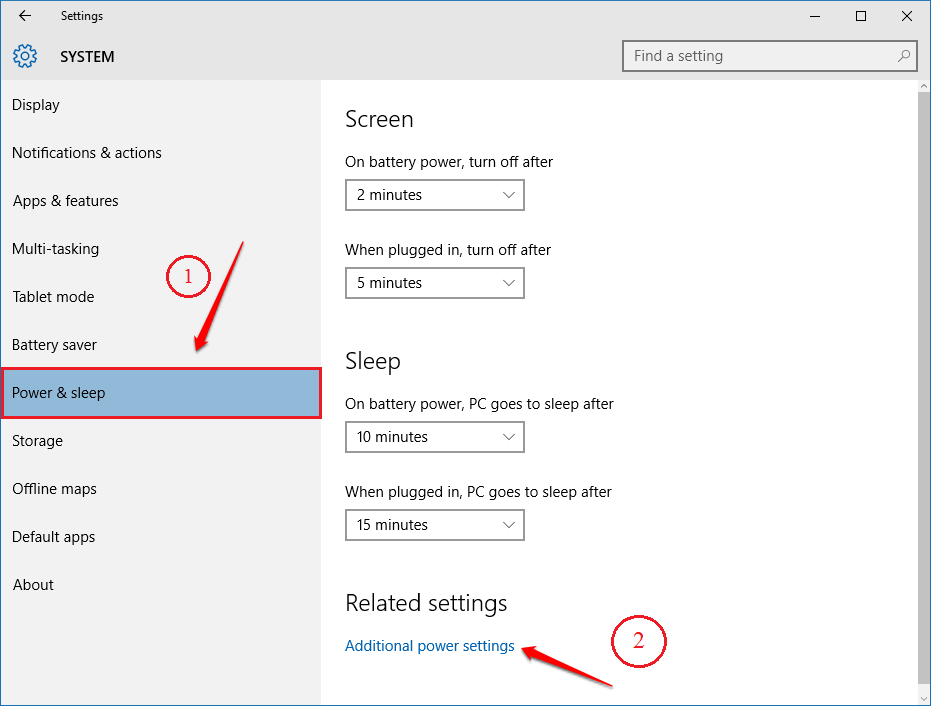 Settings
SYSTEM
Find a setting
Display
Notifications & actions
Apps & features
Multi-tasking
1
Tablet mode
Battery saver
Power & sleep
Storage
Offline maps
Default apps
About
Screen
On battery power, turn off after
2 minutes
When plugged in, turn off after
5 minutes
Sleep
On battery power, PC goes to sleep after
10 minutes
When plugged in, PC goes to sleep after
15 minutes
Related settings
Additional power settings
2